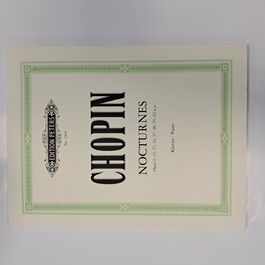 EDITION PETERS
CHOPIN
NOCTURNES
Klavier / Piano